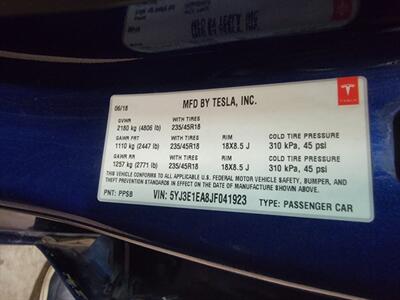 06/18 MFD BY TESLA, INC.
GVWR WITH TIRES
2180 kg (4806 lb) 235/45R18
GAWR FRT WITH TIRES RIM COLD TIRE PRESSURE
1110 kg (2447 lb) 235/45R18 18X8.5 J 310 kPa, 45 psi
GAWR RR WITH TIRES RIM COLD TIRE PRESSURE
1257 kg (2771 lb) 235/45R18 18X8.5 J 310 kPa, 45 psi
THIS VEHICLE CONFORMS TO ALL APPLICABLE U.S. FEDERAL MOTOR VEHICLE SAFETY, BUMPER,
AND THEFT PREVENTION STANDARDS IN EFFECT ON THE DATE OF MANUFACTURE SHOWN ABOVE.
PNT: PPSB VIN: 5YJ3E1EA8JF041923 TYPE: PASSENGER CAR
TESLA